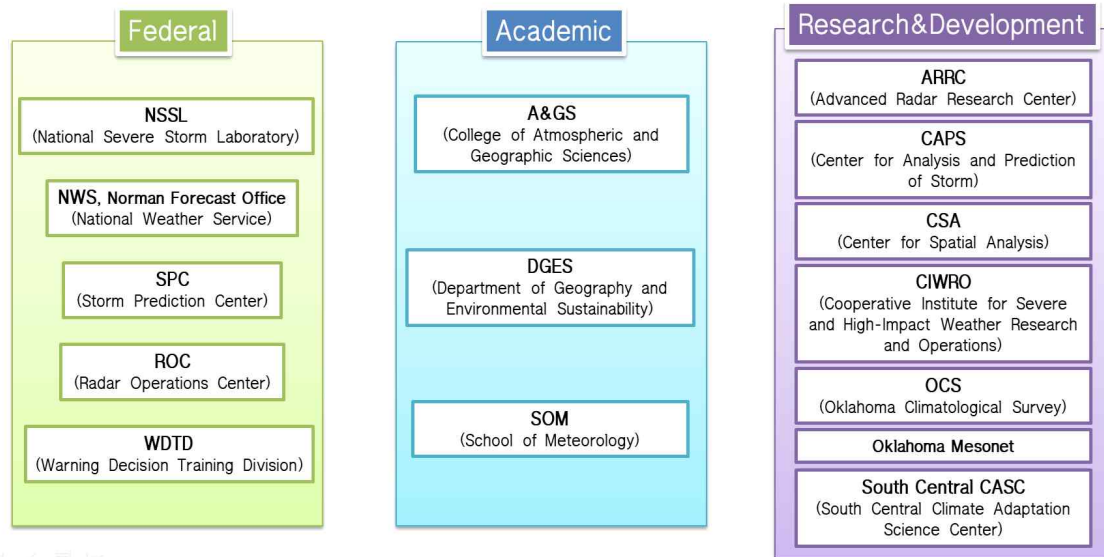 Federal
NSSL
(National Severe Storm Laboratory)
NWS, Norman Forecast Office
(National Weather Service)
SPC
(Storm Prediction Center)
ROC
(Radar Operations Center)
WDTD
(Warning Decision Training Division)
Academic
A&GS
(College of Atmospheric and
Geographic Sciences)
DGES
(Department of Geography and
Environmental Sustainability)
SOM
(School of Meteorology)
Research&Development
ARRC
(Advanced Radar Research Center)
CAPS
(Center for Analysis and Prediction
of Storm)
CSA
(Center for Spatial Analysis)
CIWRO
(Cooperative Institute for Severe
and High-Impact Weather Research
and Operations)
OCS
(Oklahoma Climatological Survey)
Oklahoma Mesonet
South Central CASC
(South Central Climate Adaptation
Science Center)